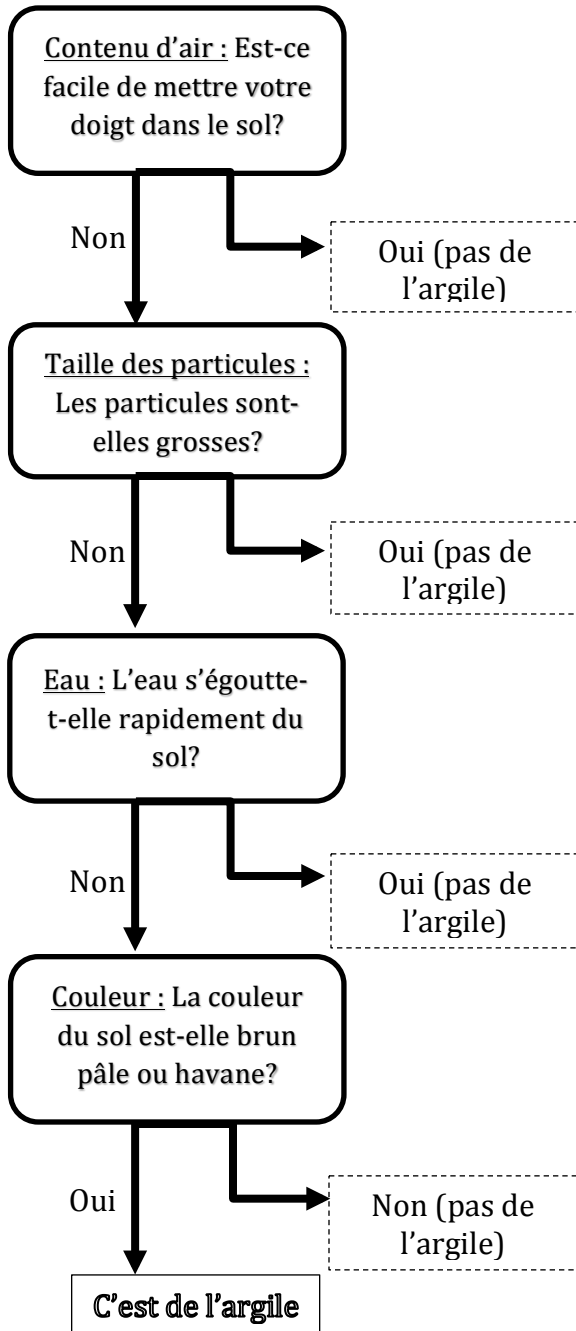 Contenu d'air : Est-ce
facile de mettre votre
doigt dans le sol?
Non
Oui (pas de
l'argile)
Taille des particules :
Les particules sont-
elles grosses?
Non
Oui (pas de
l'argile)
Eau : L'eau s'égoutte-
t-elle rapidement du
sol?
Non
Oui (pas de
l'argile)
Couleur : La couleur
du sol est-elle brun
pâle ou havane?
Oui
Non (pas de
l'argile)
C'est de l'argile